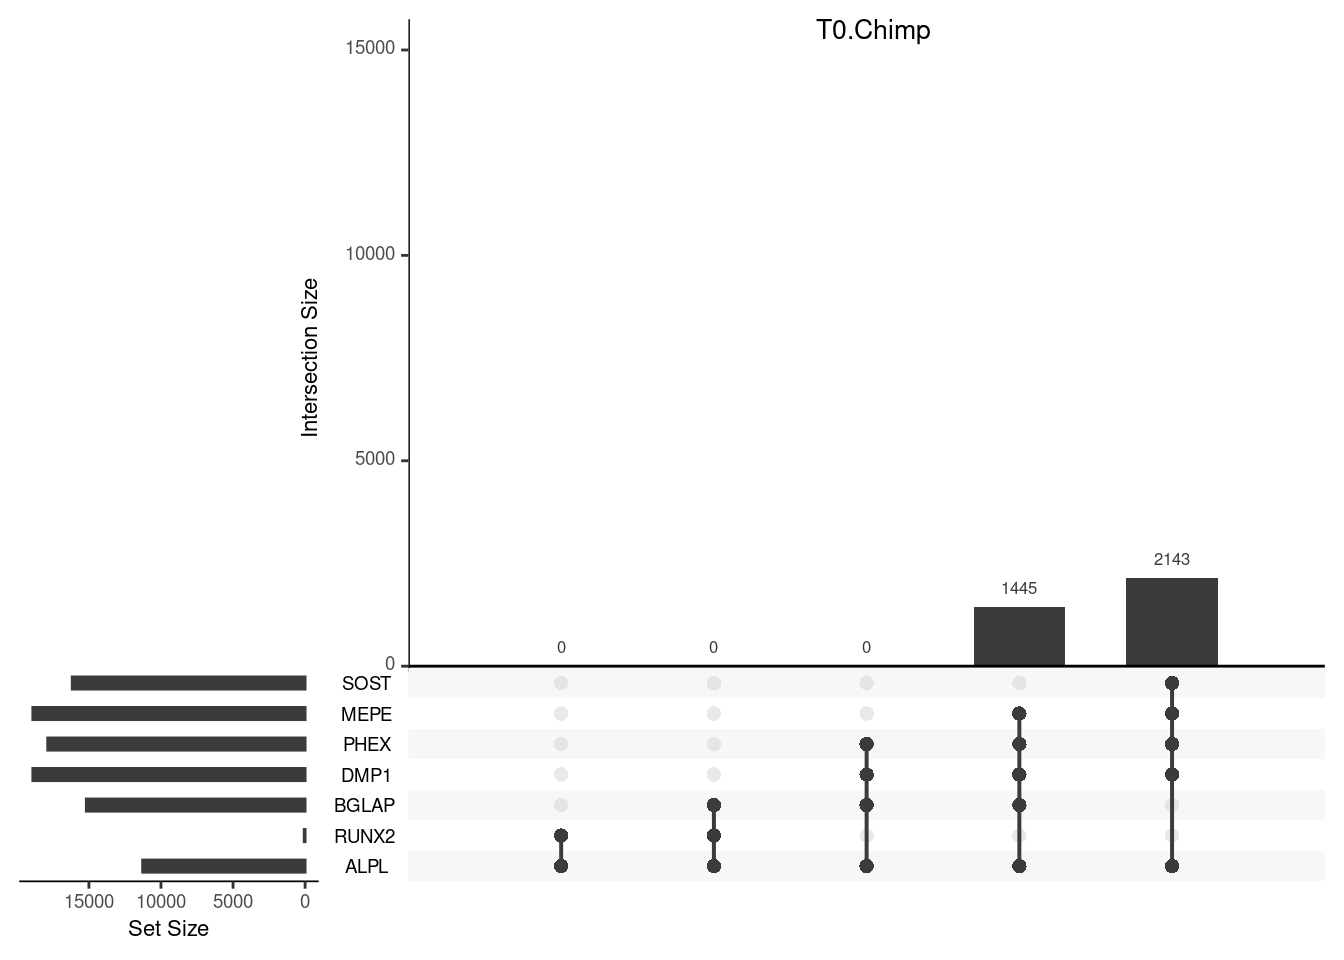 T0.Chimp
15000
10000
5000
0
Intersection Size
2143
1445
0 0 0
SOST
MEPE
PHEX
DMP1
BGLAP
RUNX2
ALPL
15000 10000 5000 0
Set Size